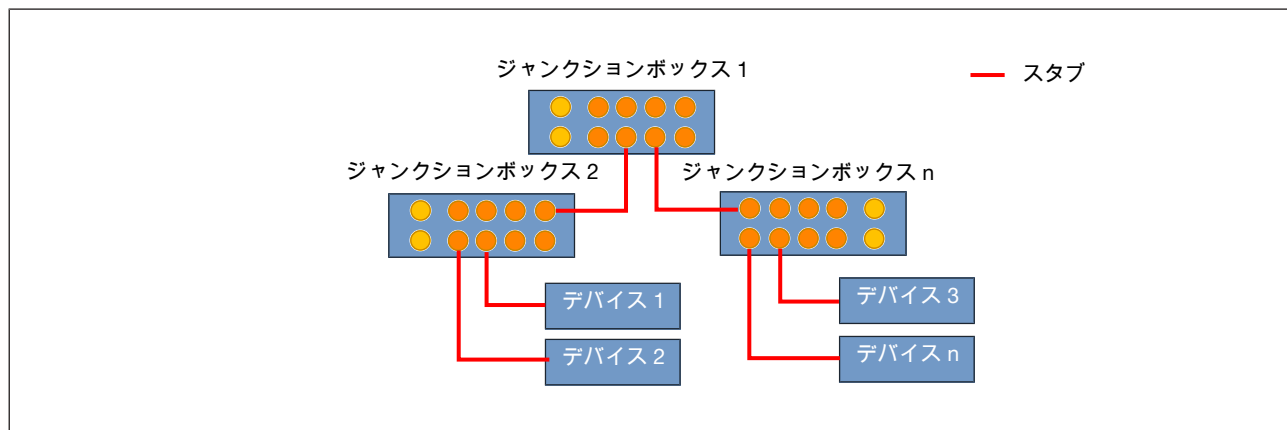 ジャンクションボックス 1
スタブ
ジャンクションボックス 2
ジャンクションボックス n
デバイス 1
デバイス 3
デバイス 2
デバイス n